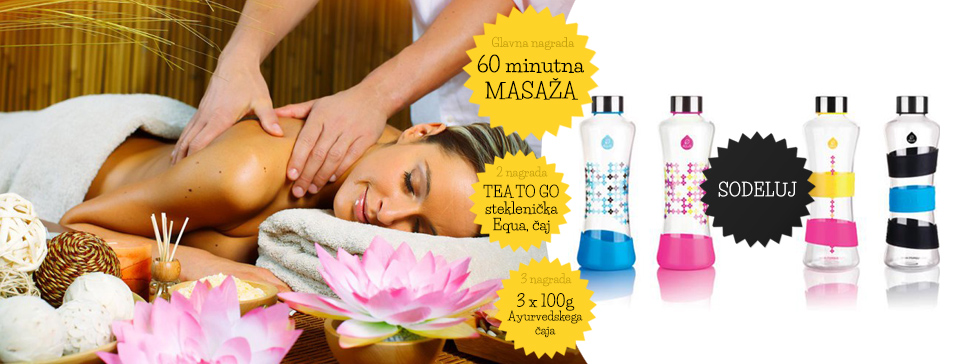 Glavna nagrada
60 minutna
MASAŽA
2 nagrada
TEA TO GO
steklenička
Equa, čaj
3 nagrada
3 x 100g
Ayurvedskega
čaja
SODELUJ